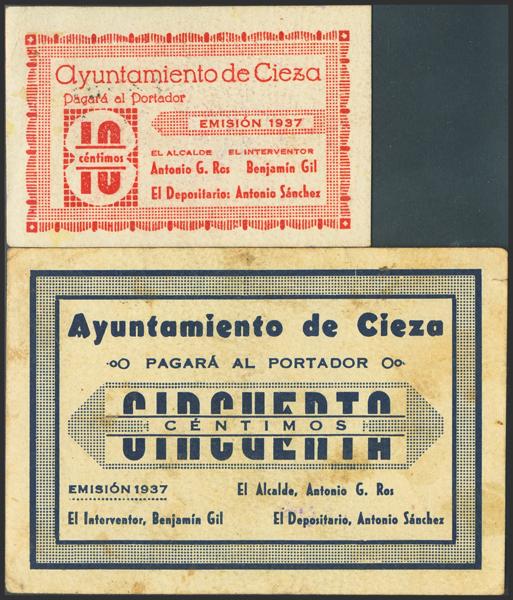 Ayuntamiento de Cieza
Pagará al Portador
10
céntimos
EMISIÓN 1937
EL ALCALDE EL INTERVENTOR
Antonio G. Ros Benjamín Gil
El Depositario: Antonio Sánchez
Ayuntamiento de Cieza
PAGARÁ AL PORTADOR
CINCUENTA
CÉNTIMOS
EMISIÓN 1937 El Alcalde, Antonio G. Ros
El Interventor, Benjamín Gil El Depositario, Antonio Sánchez